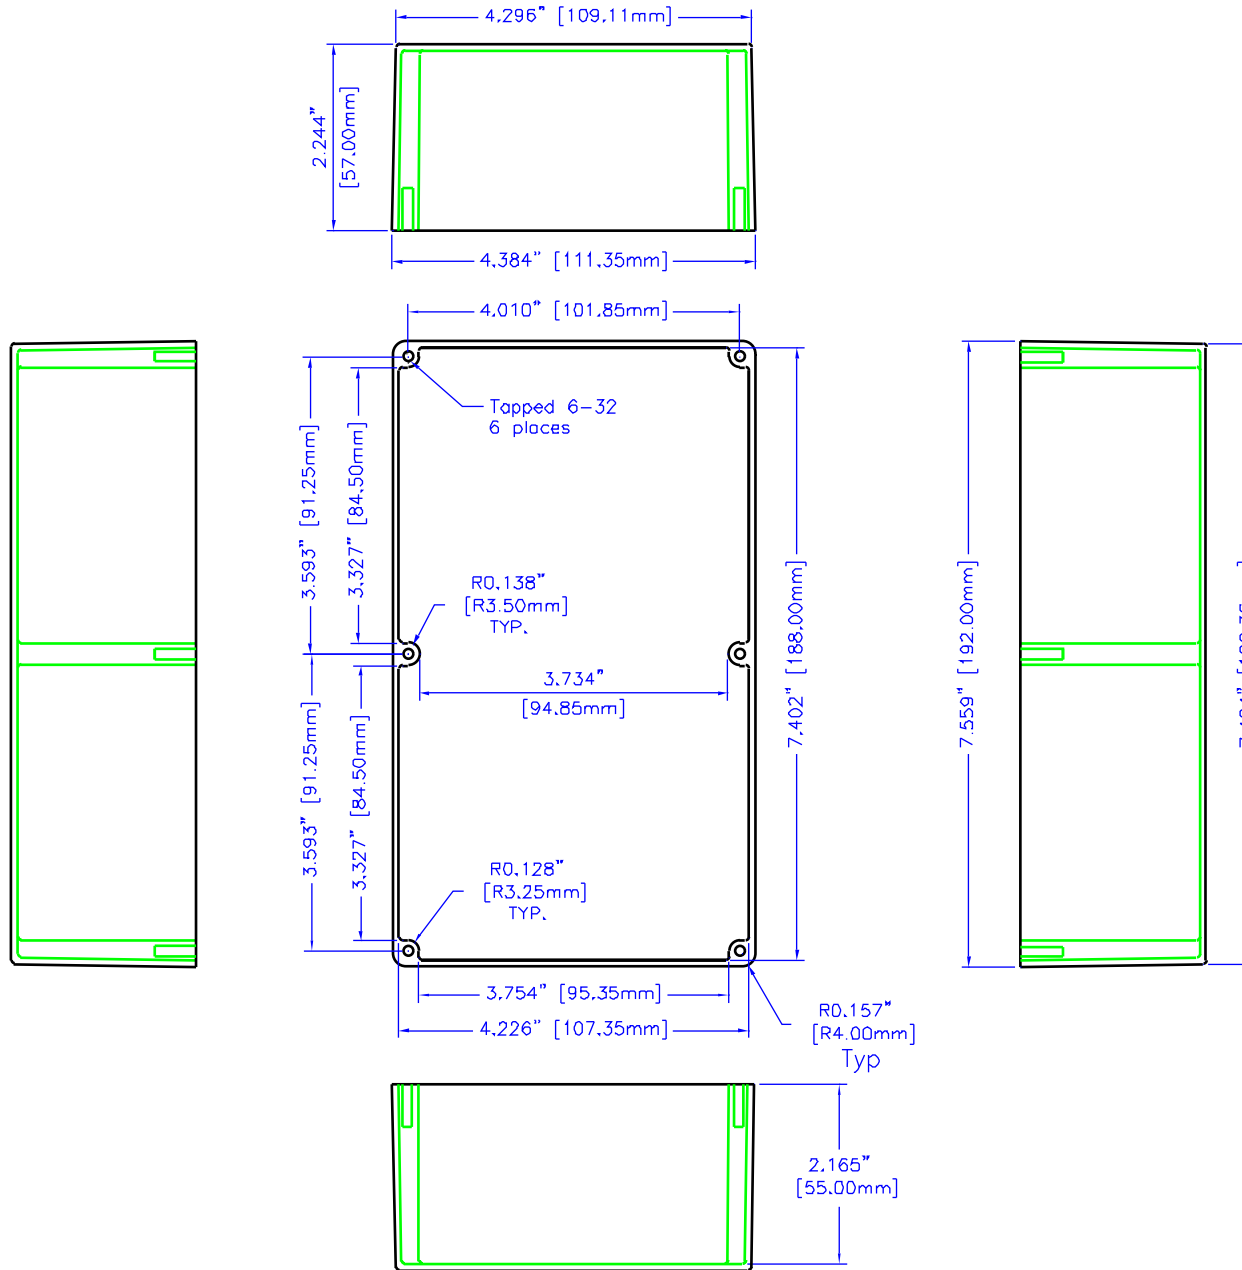 4.296" [109.11mm]
2.244"
[57.00mm]
4.384" [111.35mm]
4.010" [101.85mm]
Tapped 6-32
6 places
3.593" [91.25mm]
3.327" [84.50mm]
R0.138"
[R3.50mm]
TYP.
3.734"
[94.85mm]
7.402" [188.00mm]
7.559" [192.00mm]
3.593" [91.25mm]
3.327" [84.50mm]
R0.128"
[R3.25mm]
TYP.
3.754" [95.35mm]
4.226" [107.35mm]
R0.157"
[R4.00mm]
Typ
2.165"
[55.00mm]